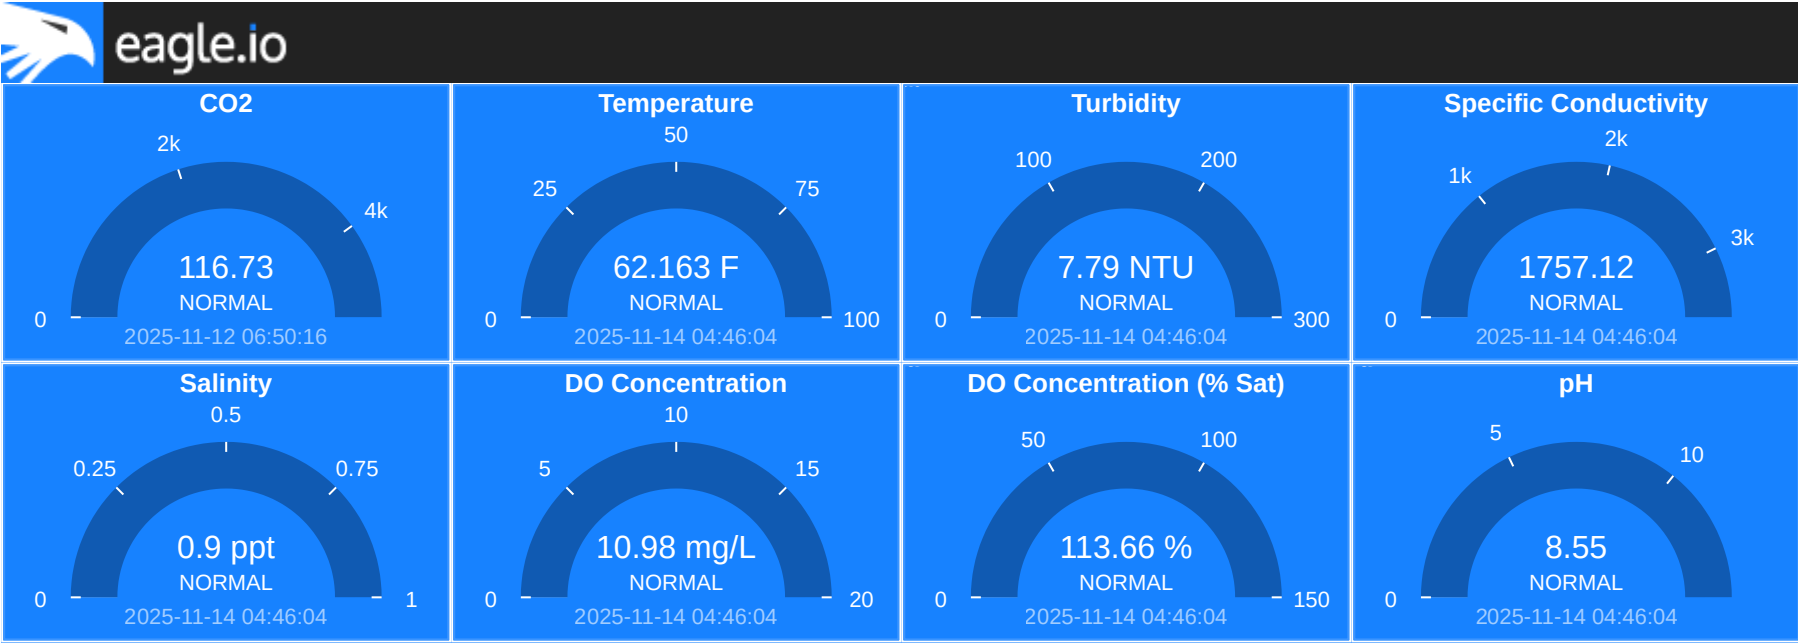 eagle.io
CO2
2k
4k
116.73
NORMAL
0
2025-11-12 06:50:16
Temperature
50
25
75
62.163 F
NORMAL
0
100
2025-11-14 04:46:04
Turbidity
100
200
7.79 NTU
NORMAL
0
300
2025-11-14 04:46:04
Specific Conductivity
2k
1k
3k
1757.12
NORMAL
0
2025-11-14 04:46:04
Salinity
0.5
0.25
0.75
0.9 ppt
NORMAL
0
1
2025-11-14 04:46:04
DO Concentration
10
5
15
10.98 mg/L
NORMAL
0
20
2025-11-14 04:46:04
DO Concentration (% Sat)
50
100
113.66 %
NORMAL
0
150
2025-11-14 04:46:04
pH
5
10
8.55
NORMAL
0
2025-11-14 04:46:04